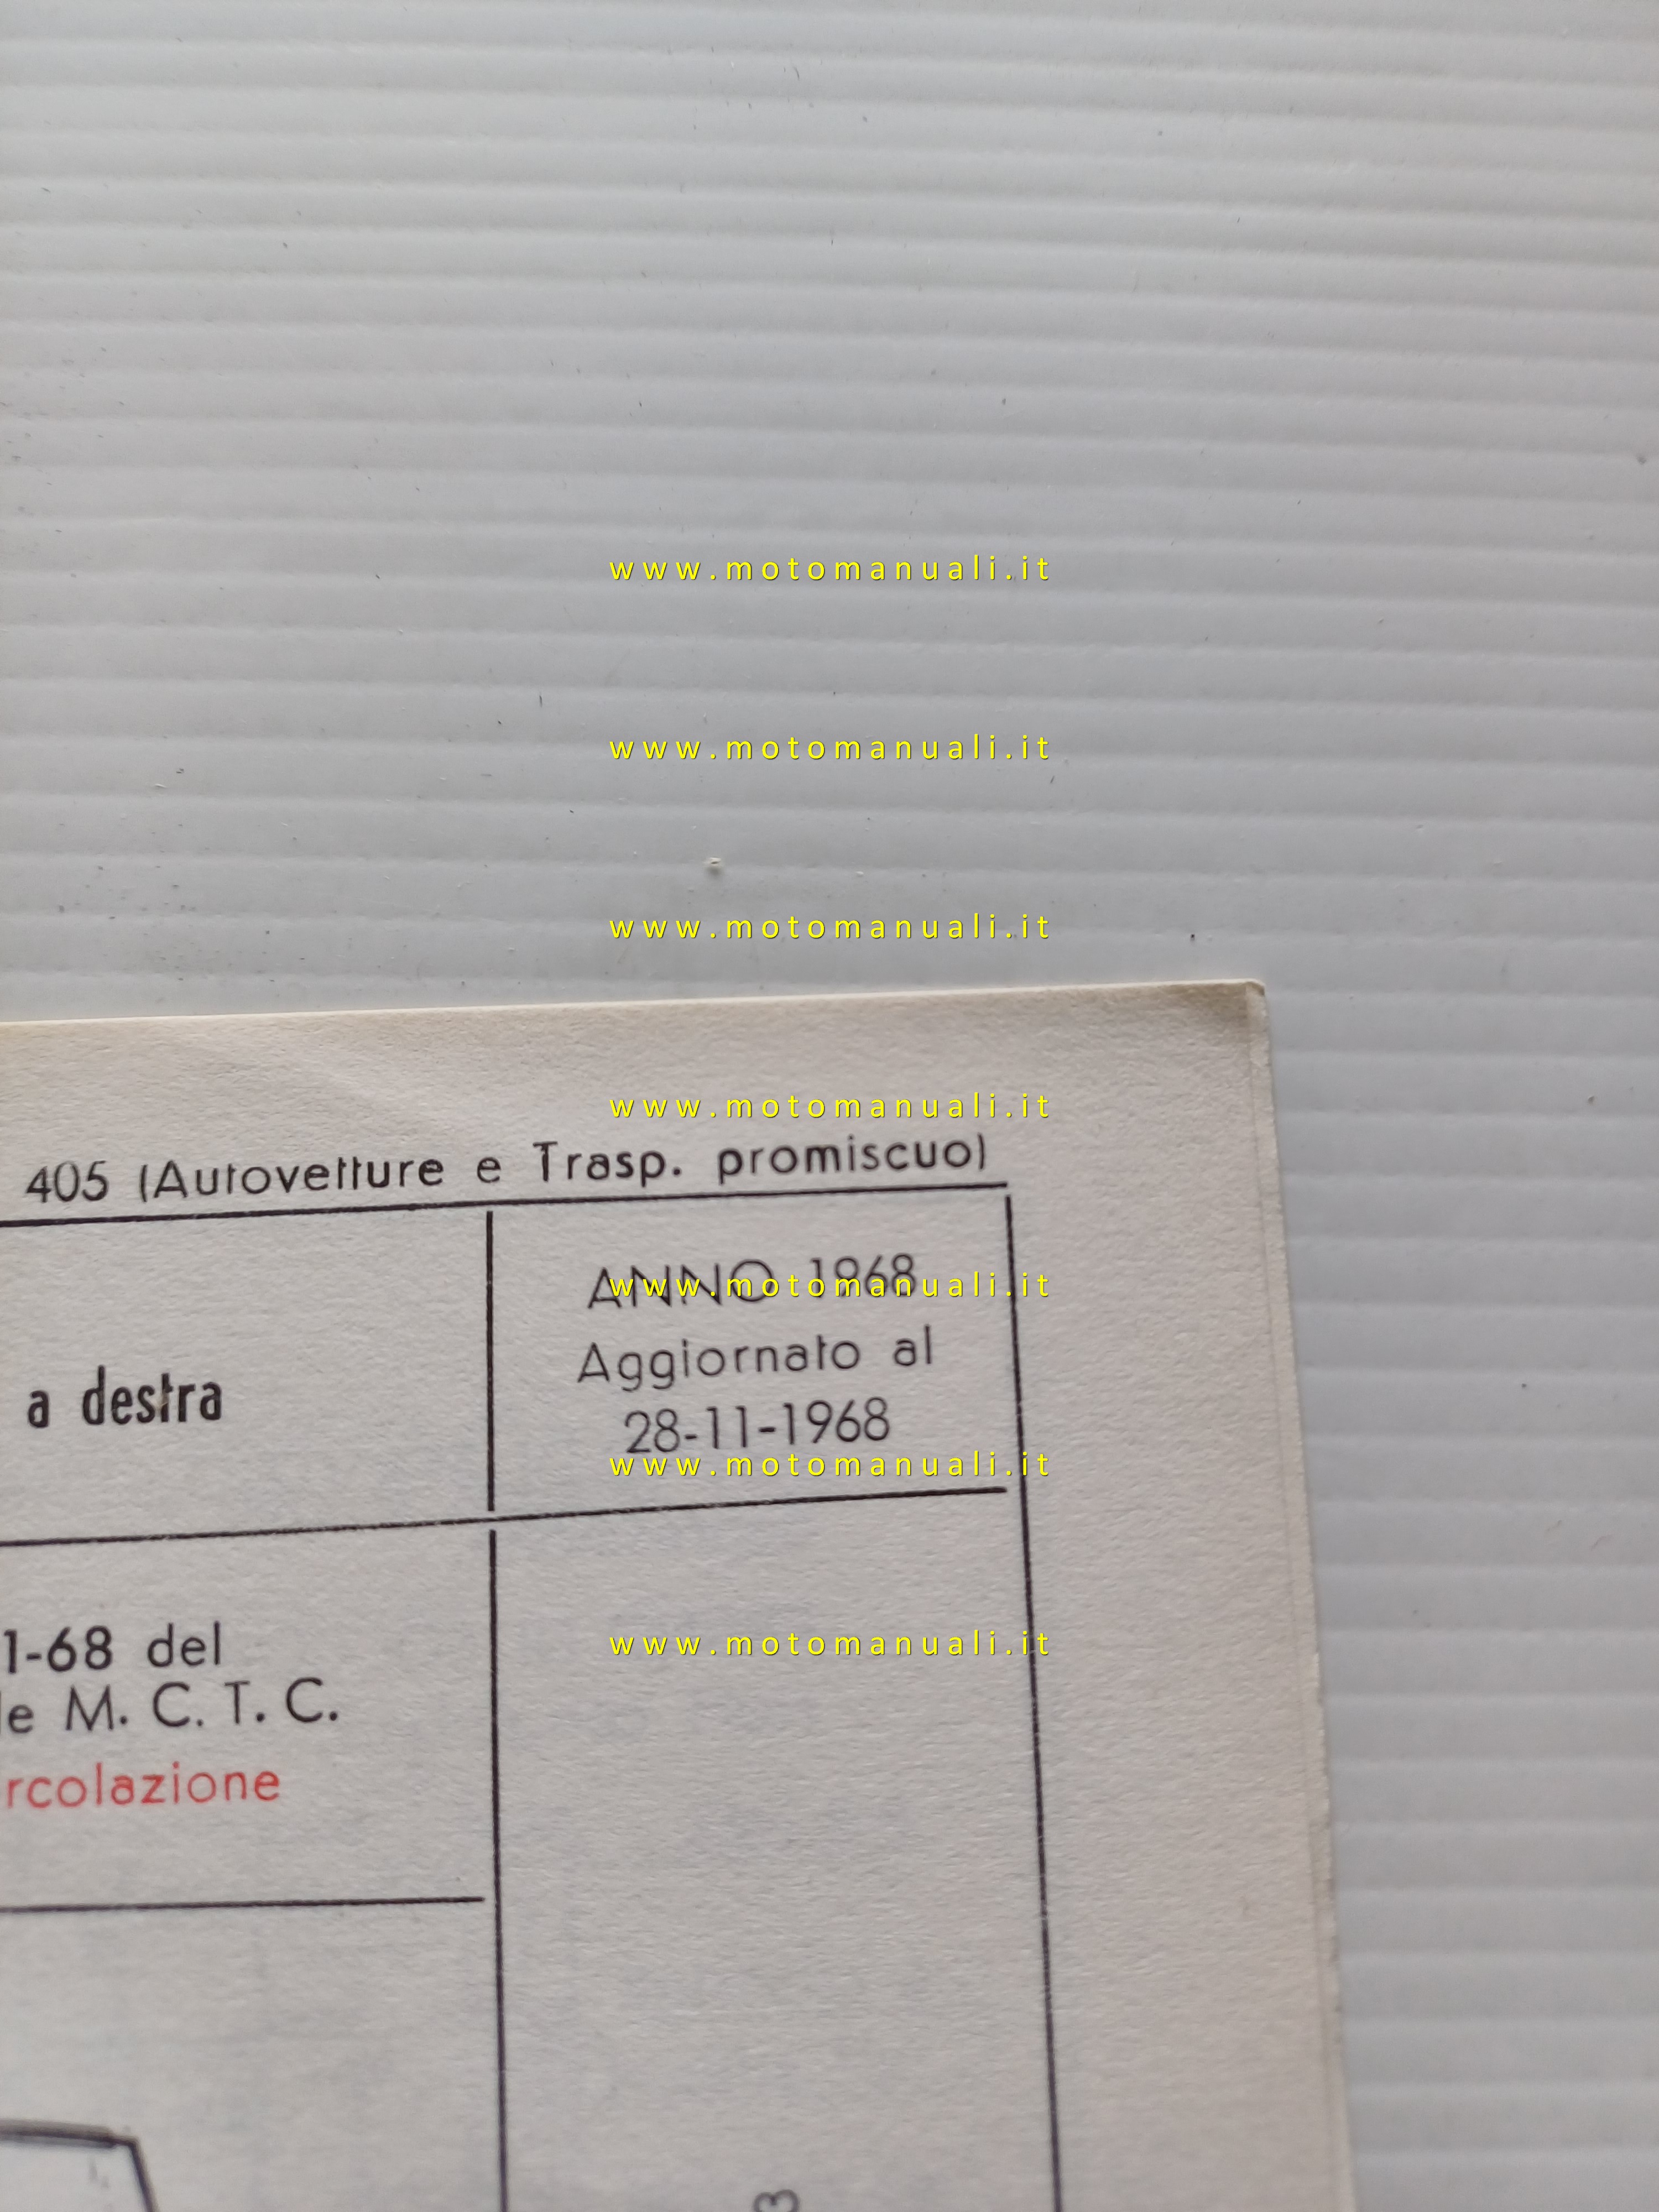 www.motomanuali.it
www.motomanuali.it
www.motomanuali.it
www.motomanuali.it
405 (Autovetture e Trasp. promiscuo)
ANNO 1968
www.motomanuali.it
Aggiornato al
a destra
28-11-1968
www.motomanuali.it
1-68 del
www.motomanuali.it
le M. C. T. C.
rcolazione
3